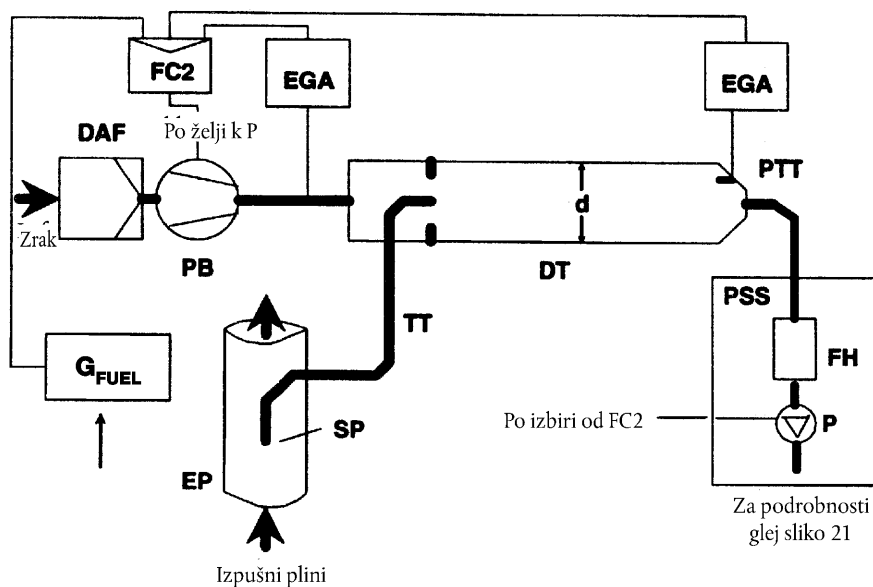 FC2
EGA
EGA
Po želji k P
DAF
PTT
Zrak
d
PB
DT
PSS
TT
G FUEL
FH
SP
Po izbiri od FC2
P
EP
Za podrobnosti
glej sliko 21
Izpušni plini